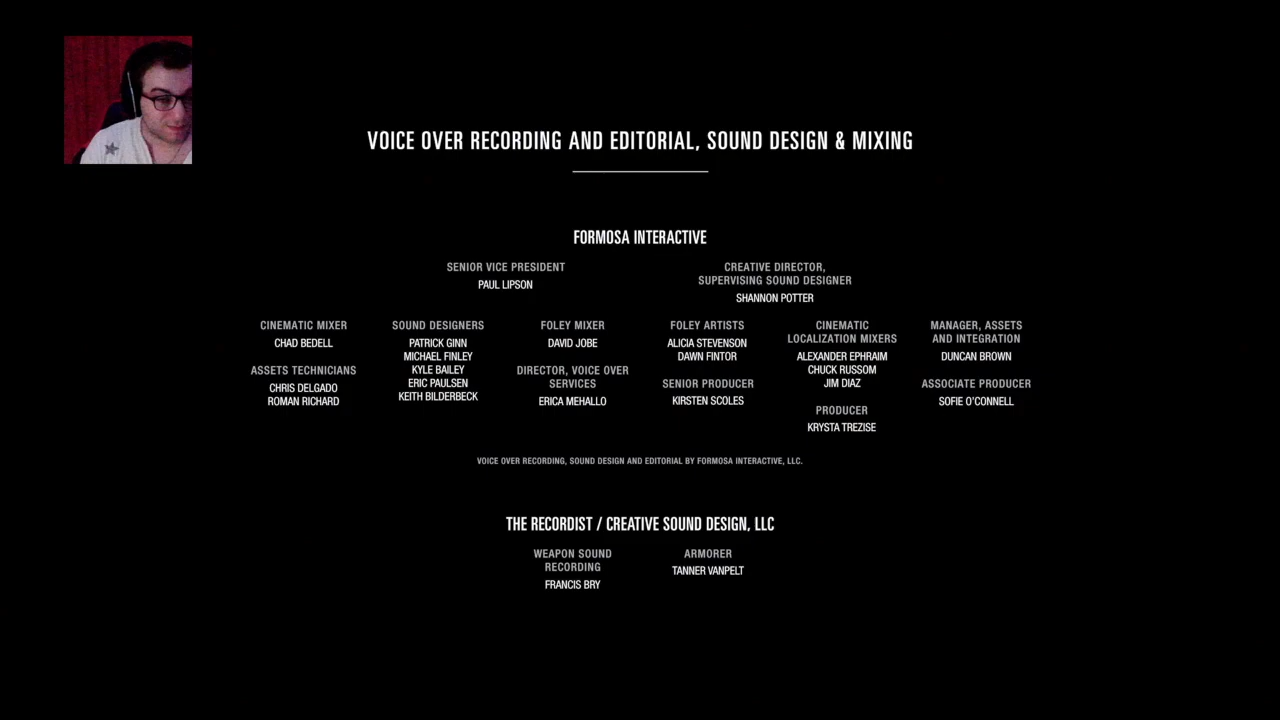 VOICE OVER RECORDING AND EDITORIAL, SOUND DESIGN & MIXING
FORMOSA INTERACTIVE
SENIOR VICE PRESIDENT
PAUL LIPSON
CREATIVE DIRECTOR,
SUPERVISING SOUND DESIGNER
SHANNON POTTER
CINEMATIC MIXER
CHAD BEDELL
ASSETS TECHNICIANS
CHRIS DELGADO
ROMAN RICHARD
SOUND DESIGNERS
PATRICK GINN
MICHAEL FINLEY
KYLE BAILEY
ERIC PAULSEN
KEITH BILDERBECK
FOLEY MIXER
DAVID JOBE
DIRECTOR, VOICE OVER
SERVICES
ERICA MEHALLO
FOLEY ARTISTS
ALICIA STEVENSON
DAWN FINTOR
SENIOR PRODUCER
KIRSTEN SCOLES
CINEMATIC
LOCALIZATION MIXERS
ALEXANDER EPHRAIM
CHUCK RUSSOM
JIM DIAZ
PRODUCER
KRYSTA TREZISE
MANAGER, ASSETS
AND INTEGRATION
DUNCAN BROWN
ASSOCIATE PRODUCER
SOFIE O'CONNELL
VOICE OVER RECORDING, SOUND DESIGN AND EDITORIAL BY FORMOSA INTERACTIVE, LLC.
THE RECORDIST / CREATIVE SOUND DESIGN, LLC
WEAPON SOUND
RECORDING
FRANCIS BRY
ARMORER
TANNER VANPELT